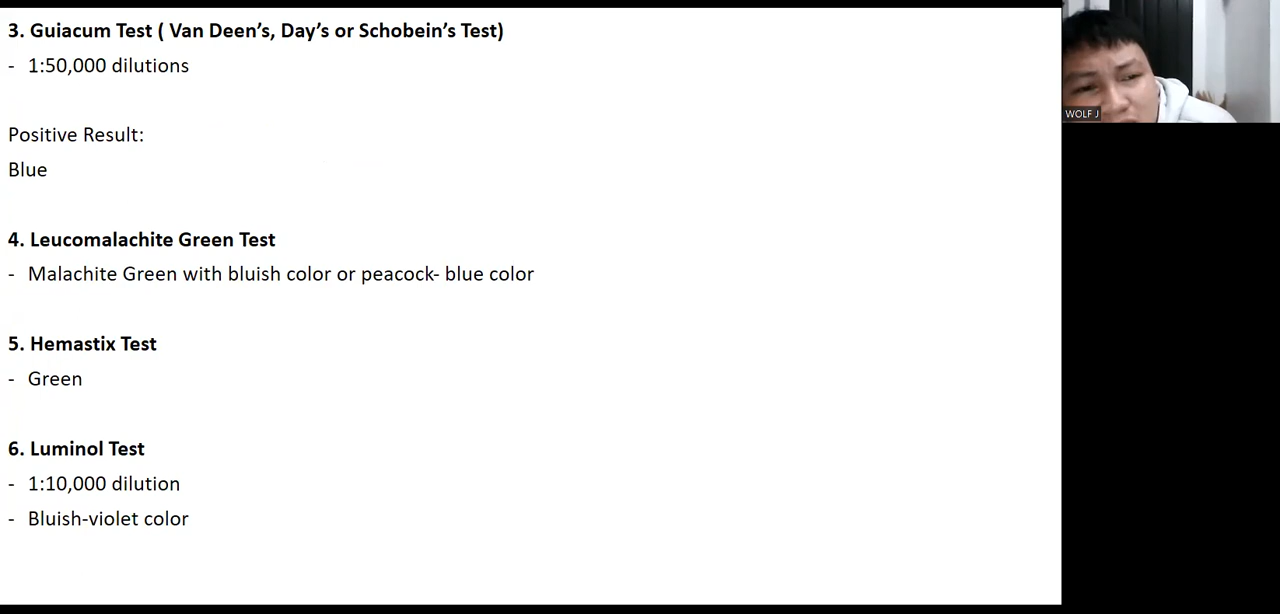 3. Guiacum Test ( Van Deen’s, Day’s or Schobein’s Test)
- 1:50,000 dilutions
Positive Result:
Blue
4. Leucomalachite Green Test
- Malachite Green with bluish color or peacock- blue color
5. Hemastix Test
- Green
6. Luminol Test
- 1:10,000 dilution
- Bluish-violet color
WOLF J